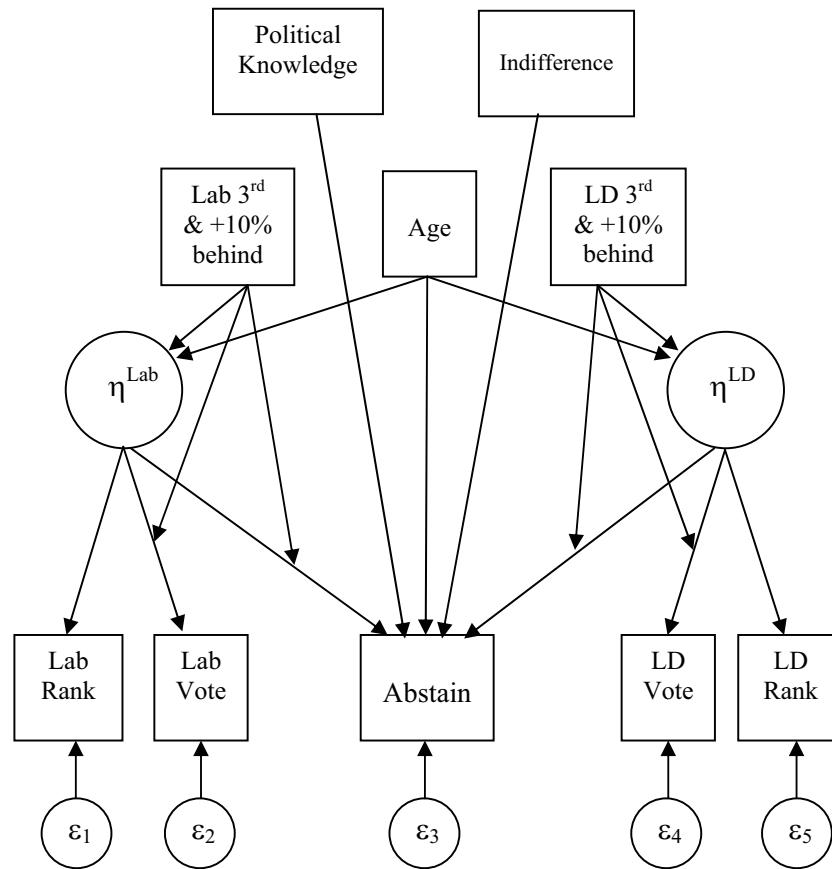 Political
Knowledge
Indifference
Lab 3rd
& +10%
behind
Age
LD 3rd
& +10%
behind
ηLab
ηLD
Lab
Rank
Lab
Vote
Abstain
LD
Vote
LD
Rank
ε1
ε2
ε3
ε4
ε5